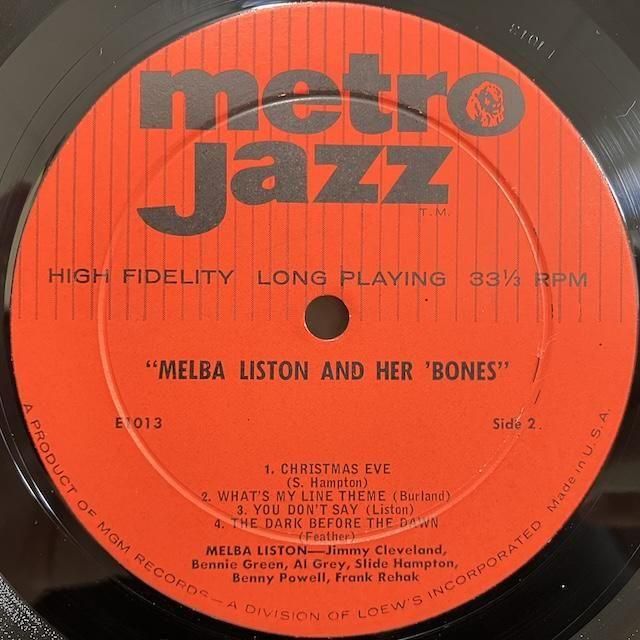 metro
jazz
T.M.
HIGH FIDELITY LONG PLAYING 33⅓ RPM
"MELBA LISTON AND HER 'BONES"
E1013
Side 2.
1. CHRISTMAS EVE
(S. Hampton)
2. WHAT'S MY LINE THEME (Burland)
3. YOU DON'T SAY (Liston)
4. THE DARK BEFORE THE DAWN
(Feather)
MELBA LISTON—Jimmy Cleveland,
Bennie Green, Al Grey, Slide Hampton,
Benny Powell, Frank Rehak
A PRODUCT OF MGM RECORDS—A DIVISION OF LOEW'S INCORPORATED Made in U.S.A.